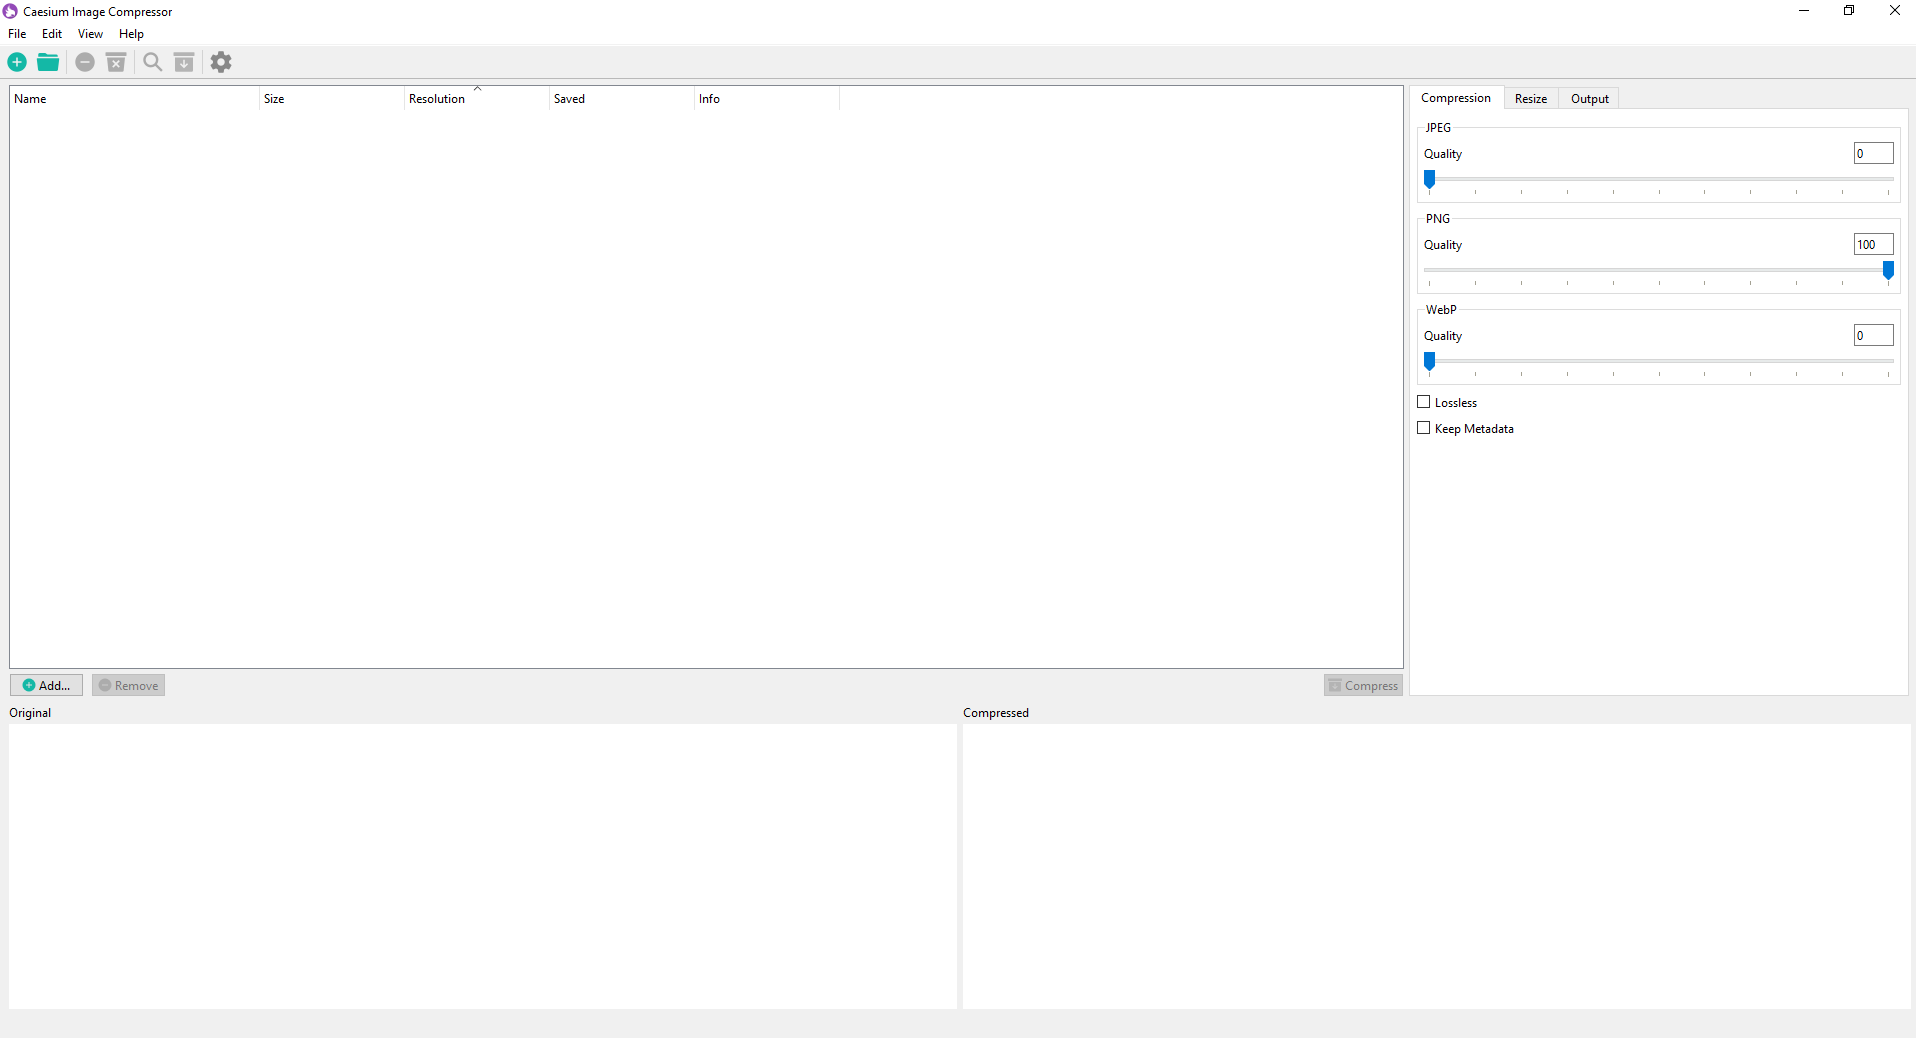 Caesium Image Compressor
File Edit View Help
Name Size Resolution Saved Info
Compression Resize Output
JPEG
Quality 0
PNG
Quality 100
WebP
Quality 0
Lossless
Keep Metadata
Add... Remove Compress
Original Compressed